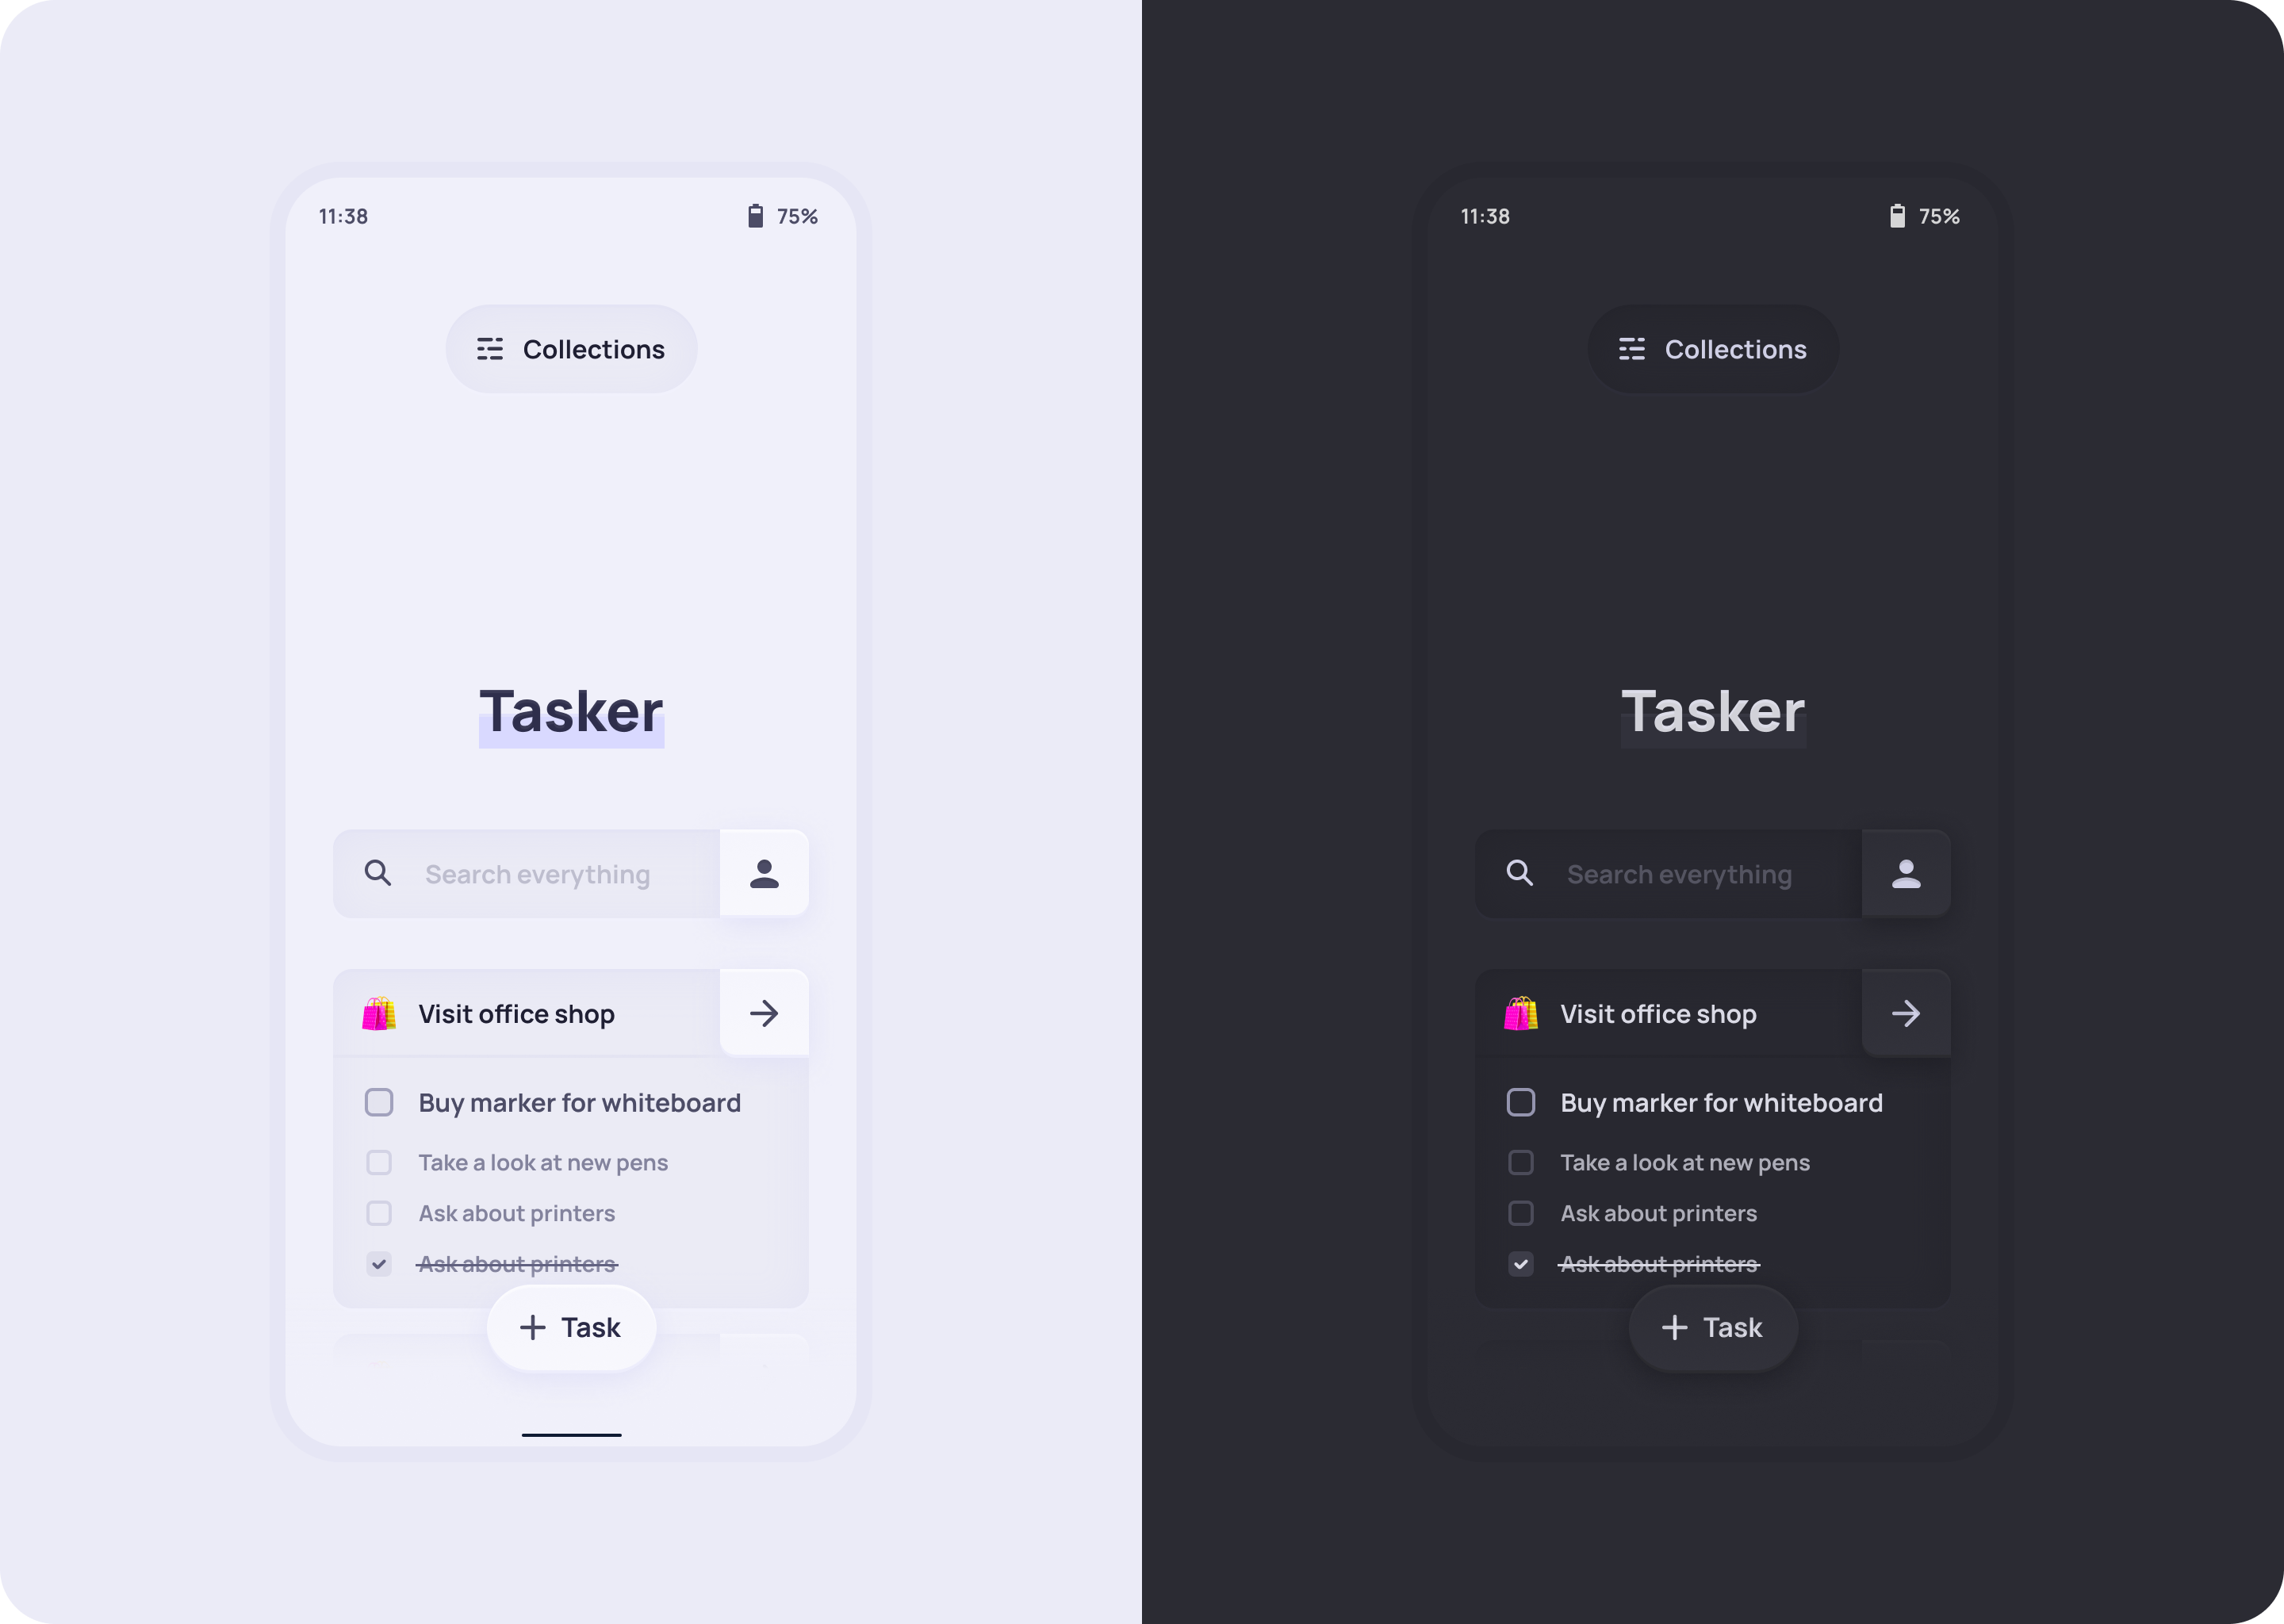 11:38 75%
Collections
Tasker
Search everything
Visit office shop
Buy marker for whiteboard
Take a look at new pens
Ask about printers
Ask about printers
Task
11:38 75%
Collections
Tasker
Search everything
Visit office shop
Buy marker for whiteboard
Take a look at new pens
Ask about printers
Ask about printers
Task